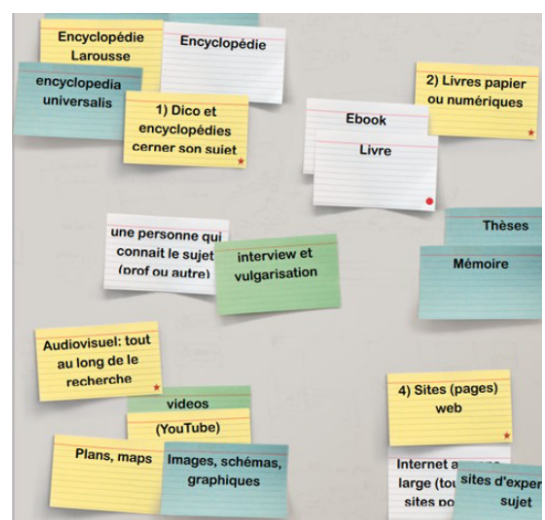 Encyclopédie
Larousse
Encyclopédie
encyclopedia
universalis
1) Dico et
encyclopédies
cerner son sujet
2) Livres papier
ou numériques
Ebook
Livre
une personne qui
connait le sujet
(prof ou autre)
interview et
vulgarisation
Thèses
Mémoire
Audiovisuel: tout
au long de le
recherche
videos
(YouTube)
Plans, maps
Images, schémas,
graphiques
4) Sites (pages)
web
Internet a
large (tou
sites po
sites d'exper
sujet